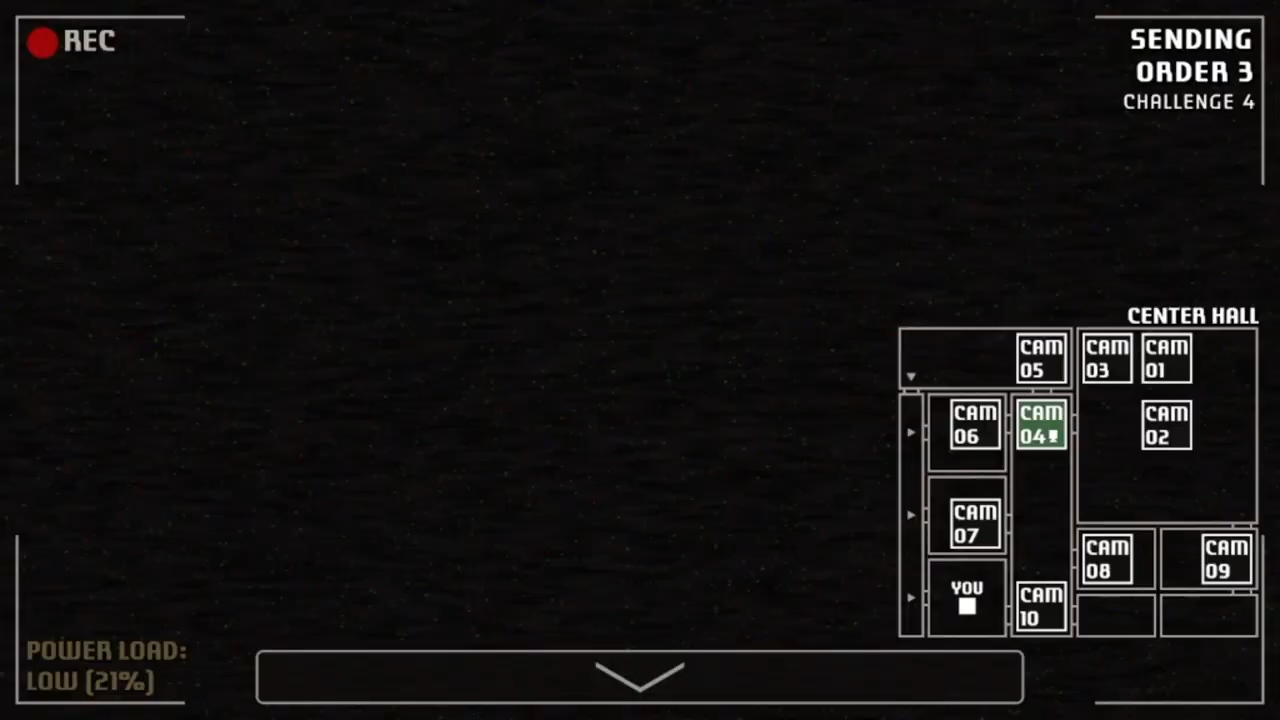 REC
SENDING
ORDER 3
CHALLENGE 4
CENTER HALL
CAM
05
CAM
03
CAM
01
CAM
06
CAM
04
CAM
02
CAM
07
CAM
08
CAM
09
YOU
CAM
10
POWER LOAD:
LOW (21%)